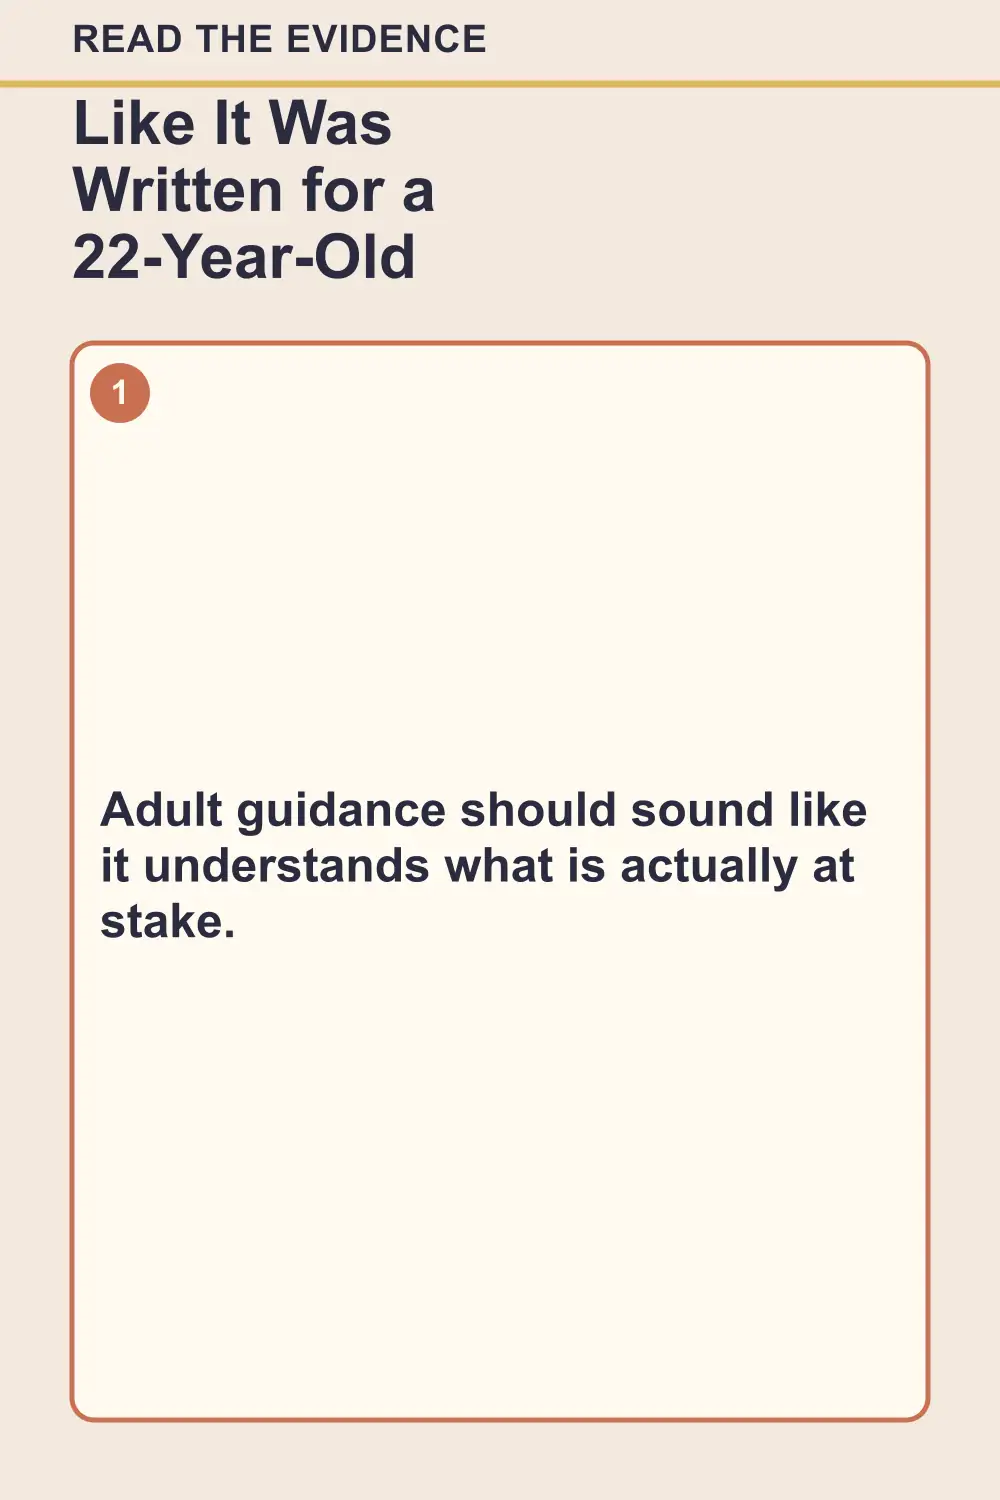 READ THE EVIDENCE
Like It Was
Written for a
22-Year-Old
1
Adult guidance should sound like
it understands what is actually at
stake.